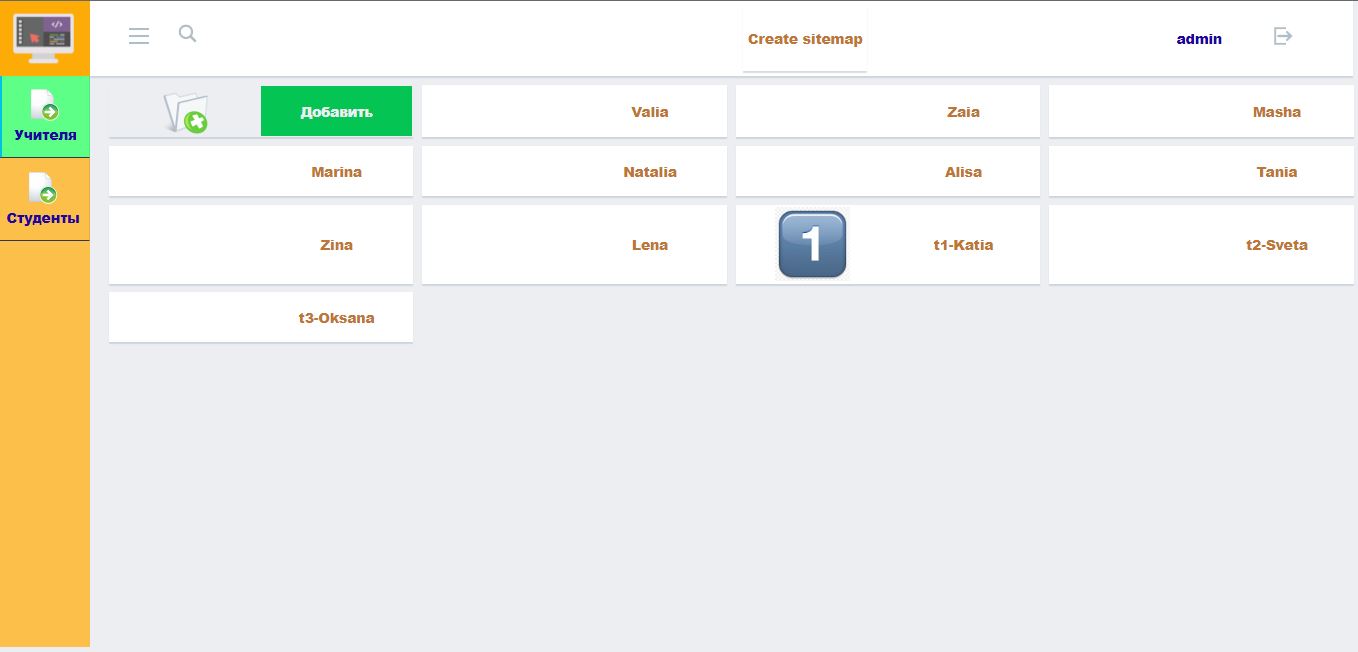 Create sitemap
admin
Учителя
Студенты
Добавить
Valia
Zaia
Masha
Marina
Natalia
Alisa
Tania
Zina
Lena
1
t1-Katia
t2-Sveta
t3-Oksana